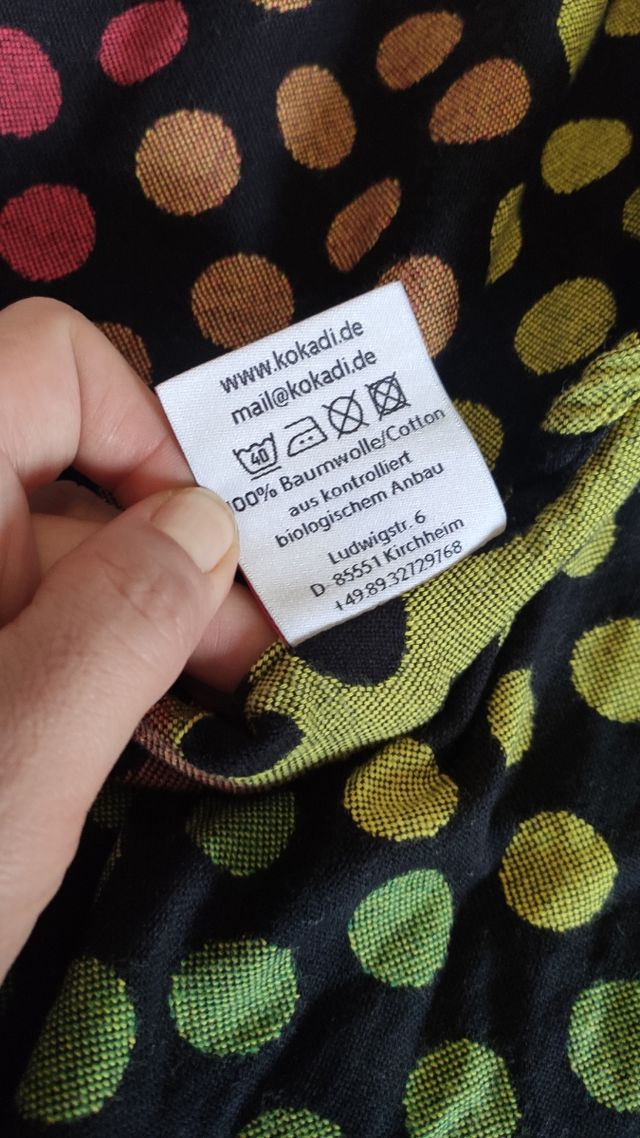 www.kokadi.de
mail@kokadi.de
40
00% Baumwolle/Cotton
aus kontrolliert
biologischem Anbau
Ludwigstr. 6
D- 85551 Kirchheim
+49.89.32729768